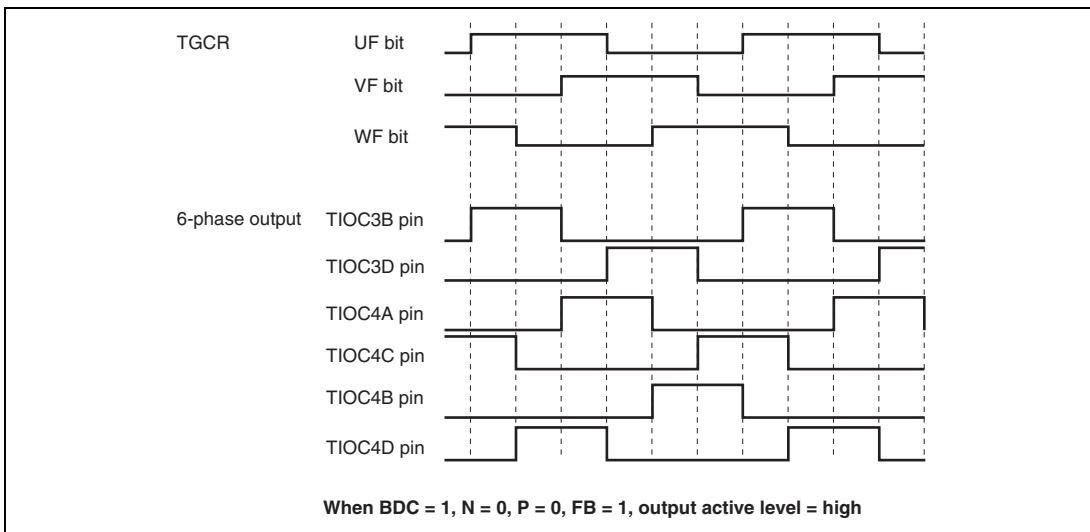 TGCR UF bit
VF bit
WF bit
6-phase output TIOC3B pin
TIOC3D pin
TIOC4A pin
TIOC4C pin
TIOC4B pin
TIOC4D pin
When BDC = 1, N = 0, P = 0, FB = 1, output active level = high